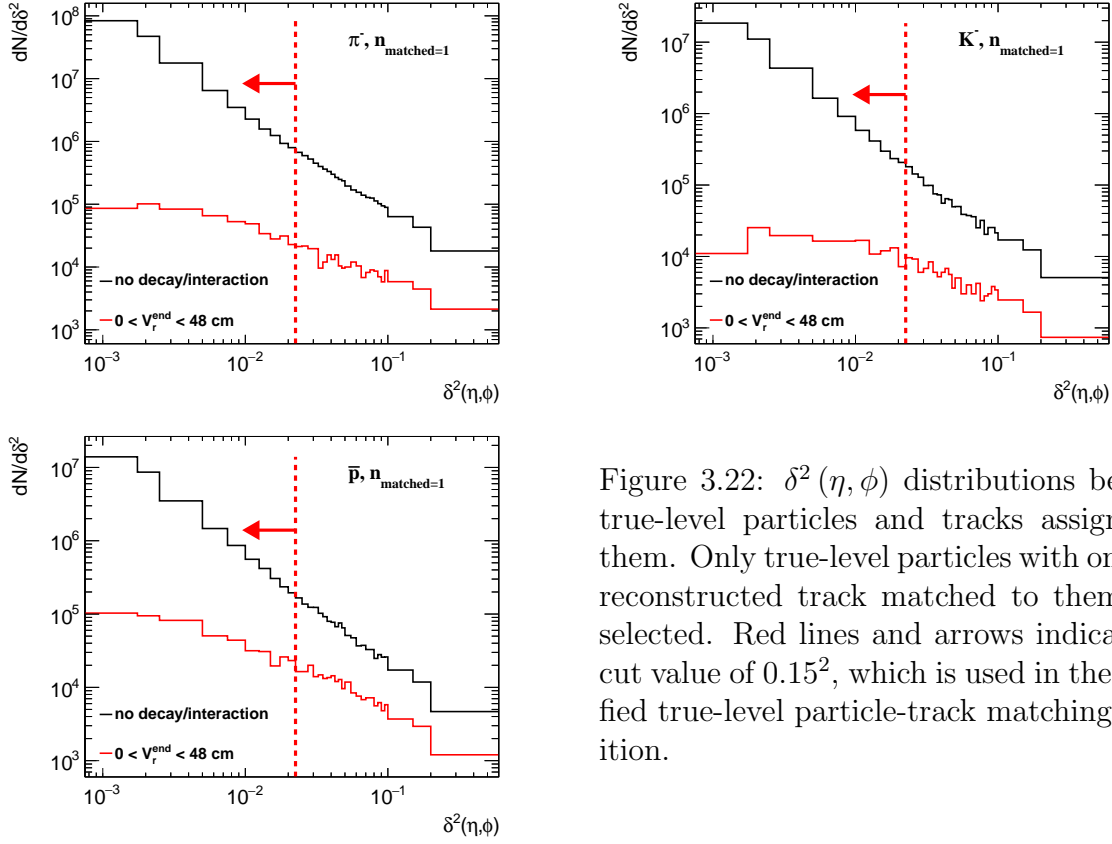 dN/dδ²
10⁸
10⁷
10⁶
10⁵
10⁴
10³
π⁻, n_matched=1
no decay/interaction
0 < V_r^end < 48 cm
10⁻³ 10⁻² 10⁻¹
δ²(η,φ)
dN/dδ²
10⁷
10⁶
10⁵
10⁴
10³
K⁻, n_matched=1
no decay/interaction
0 < V_r^end < 48 cm
10⁻³ 10⁻² 10⁻¹
δ²(η,φ)
dN/dδ²
10⁷
10⁶
10⁵
10⁴
10³
p̅, n_matched=1
no decay/interaction
0 < V_r^end < 48 cm
10⁻³ 10⁻² 10⁻¹
δ²(η,φ)
Figure 3.22: δ² (η, φ) distributions be
true-level particles and tracks assign
them. Only true-level particles with on
reconstructed track matched to them
selected. Red lines and arrows indica
cut value of 0.15², which is used in the
fied true-level particle-track matching
ition.